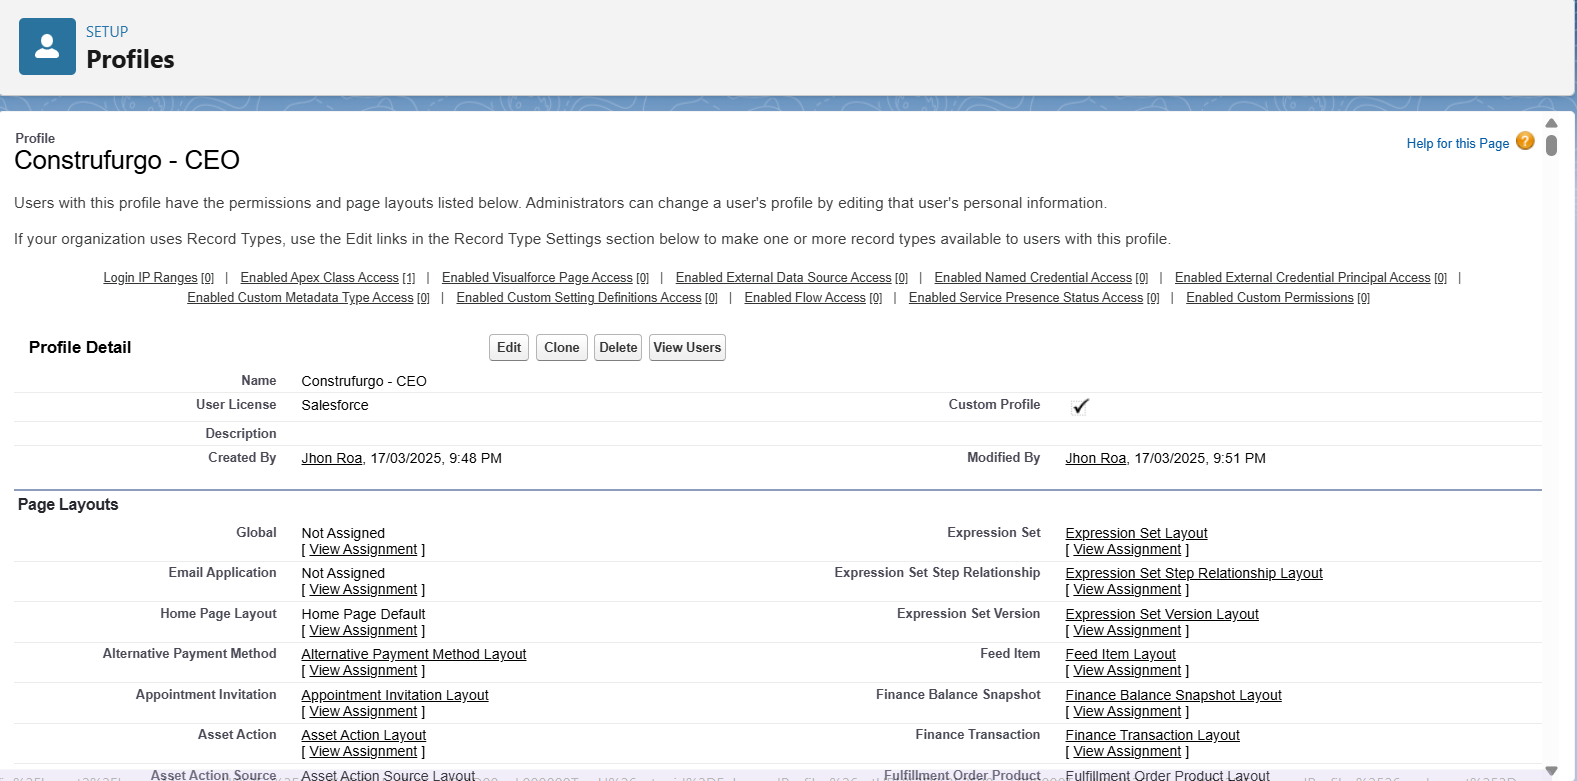 SETUP
Profiles
Profile
Construfurgo - CEO
Help for this Page ?
Users with this profile have the permissions and page layouts listed below. Administrators can change a user's profile by editing that user's personal information.
If your organization uses Record Types, use the Edit links in the Record Type Settings section below to make one or more record types available to users with this profile.
Login IP Ranges [0] | Enabled Apex Class Access [1] | Enabled Visualforce Page Access [0] | Enabled External Data Source Access [0] | Enabled Named Credential Access [0] | Enabled External Credential Principal Access [0] |
Enabled Custom Metadata Type Access [0] | Enabled Custom Setting Definitions Access [0] | Enabled Flow Access [0] | Enabled Service Presence Status Access [0] | Enabled Custom Permissions [0]
Profile Detail Edit Clone Delete View Users
Name Construfurgo - CEO
User License Salesforce Custom Profile
Description
Created By Jhon Roa, 17/03/2025, 9:48 PM Modified By Jhon Roa, 17/03/2025, 9:51 PM
Page Layouts
Global Not Assigned Expression Set Expression Set Layout
[ View Assignment ] [ View Assignment ]
Email Application Not Assigned Expression Set Step Relationship Expression Set Step Relationship Layout
[ View Assignment ] [ View Assignment ]
Home Page Layout Home Page Default Expression Set Version Expression Set Version Layout
[ View Assignment ] [ View Assignment ]
Alternative Payment Method Alternative Payment Method Layout Feed Item Feed Item Layout
[ View Assignment ] [ View Assignment ]
Appointment Invitation Appointment Invitation Layout Finance Balance Snapshot Finance Balance Snapshot Layout
[ View Assignment ] [ View Assignment ]
Asset Action Asset Action Layout Finance Transaction Finance Transaction Layout
[ View Assignment ] [ View Assignment ]
Asset Action Source Asset Action Source Layout Fulfillment Order Product Fulfillment Order Product Layout